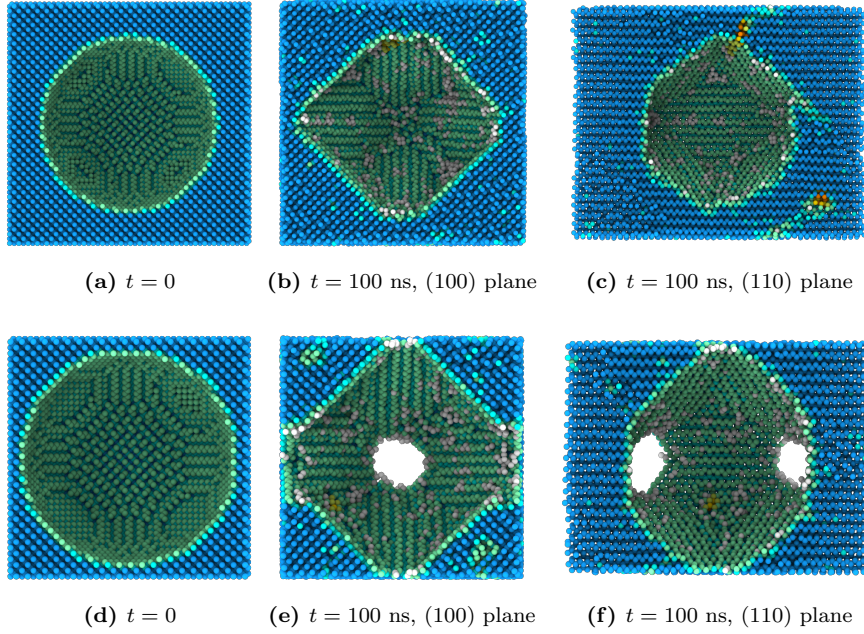 (a) t = 0
(b) t = 100 ns, (100) plane
(c) t = 100 ns, (110) plane
(d) t = 0
(e) t = 100 ns, (100) plane
(f) t = 100 ns, (110) plane